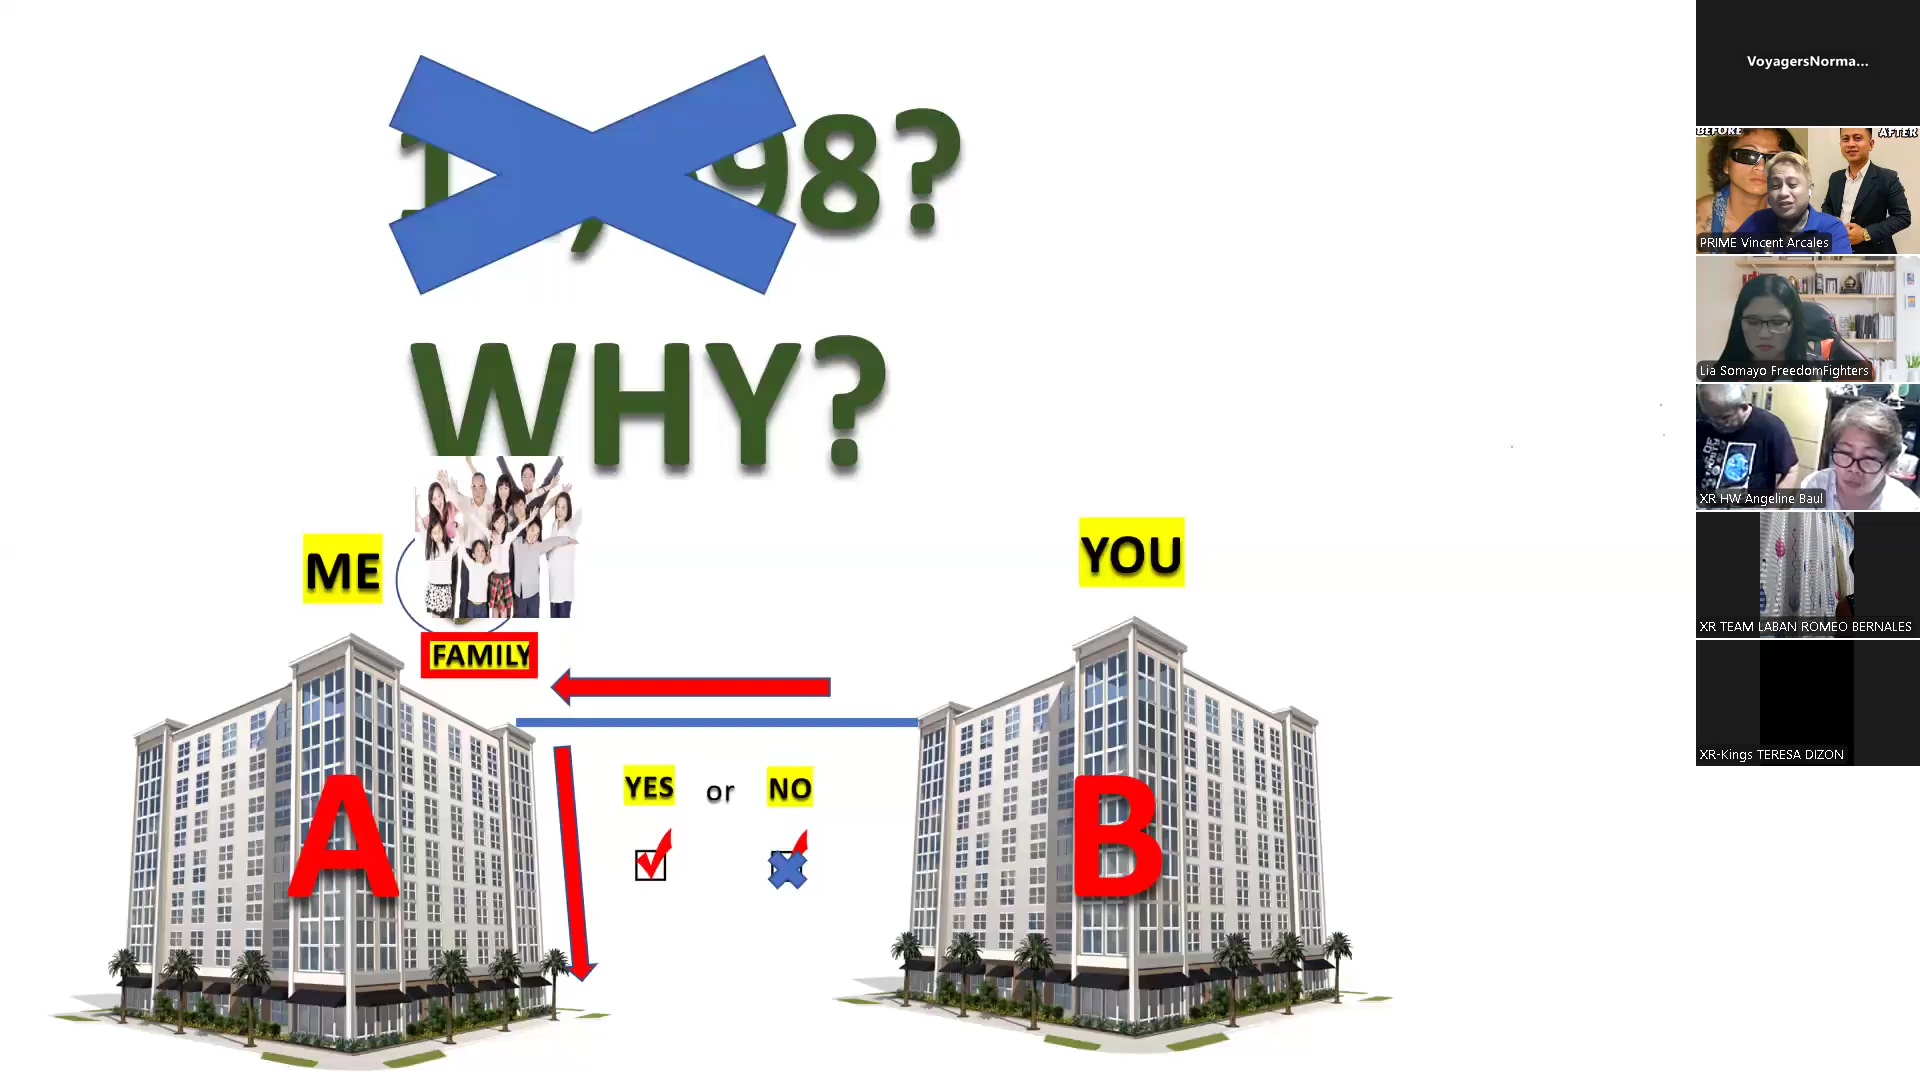 98?
WHY?
ME
YOU
FAMILY
YES or NO
A
B
VoyagersNorma...
BEFORE
AFTER
PRIME Vincent Arcales
Lia Somayo FreedomFighters
XR HW Angeline Baul
XR TEAM LABAN ROMEO BERNALES
XR-Kings TERESA DIZON